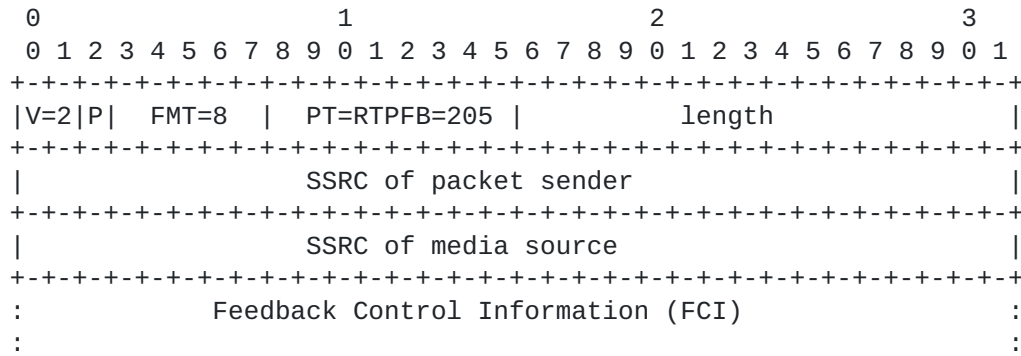 0                   1                   2                   3
 0 1 2 3 4 5 6 7 8 9 0 1 2 3 4 5 6 7 8 9 0 1 2 3 4 5 6 7 8 9 0 1
+-+-+-+-+-+-+-+-+-+-+-+-+-+-+-+-+-+-+-+-+-+-+-+-+-+-+-+-+-+-+-+-+
|V=2|P|  FMT=8  |  PT=RTPFB=205 |          length               |
+-+-+-+-+-+-+-+-+-+-+-+-+-+-+-+-+-+-+-+-+-+-+-+-+-+-+-+-+-+-+-+-+
|                  SSRC of packet sender                        |
+-+-+-+-+-+-+-+-+-+-+-+-+-+-+-+-+-+-+-+-+-+-+-+-+-+-+-+-+-+-+-+-+
|                  SSRC of media source                         |
+-+-+-+-+-+-+-+-+-+-+-+-+-+-+-+-+-+-+-+-+-+-+-+-+-+-+-+-+-+-+-+-+
:            Feedback Control Information (FCI)                 :
:                                                               :